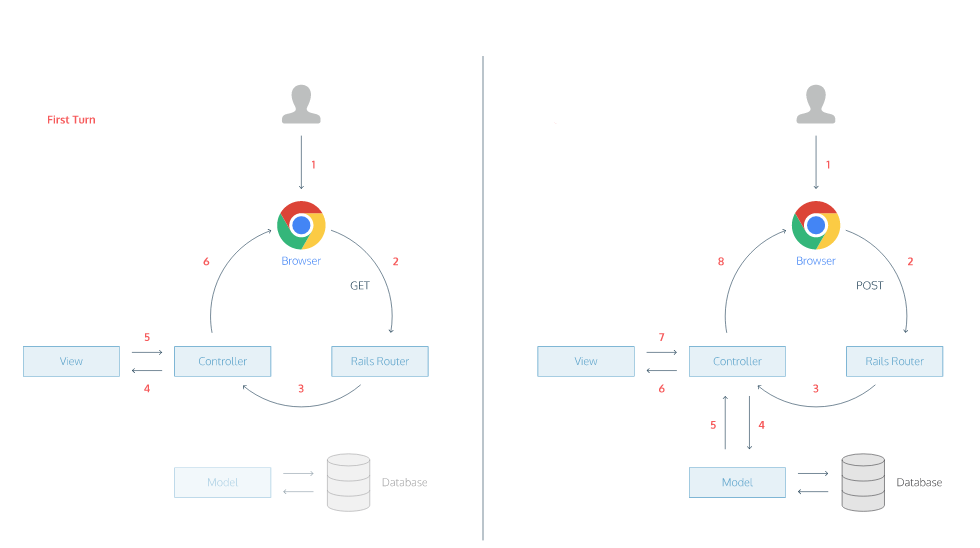 First Turn
1
Browser
6
2
GET
5
View
Controller
Rails Router
4
3
Model
Database
1
Browser
8
2
POST
7
View
Controller
Rails Router
6
3
5
4
Model
Database